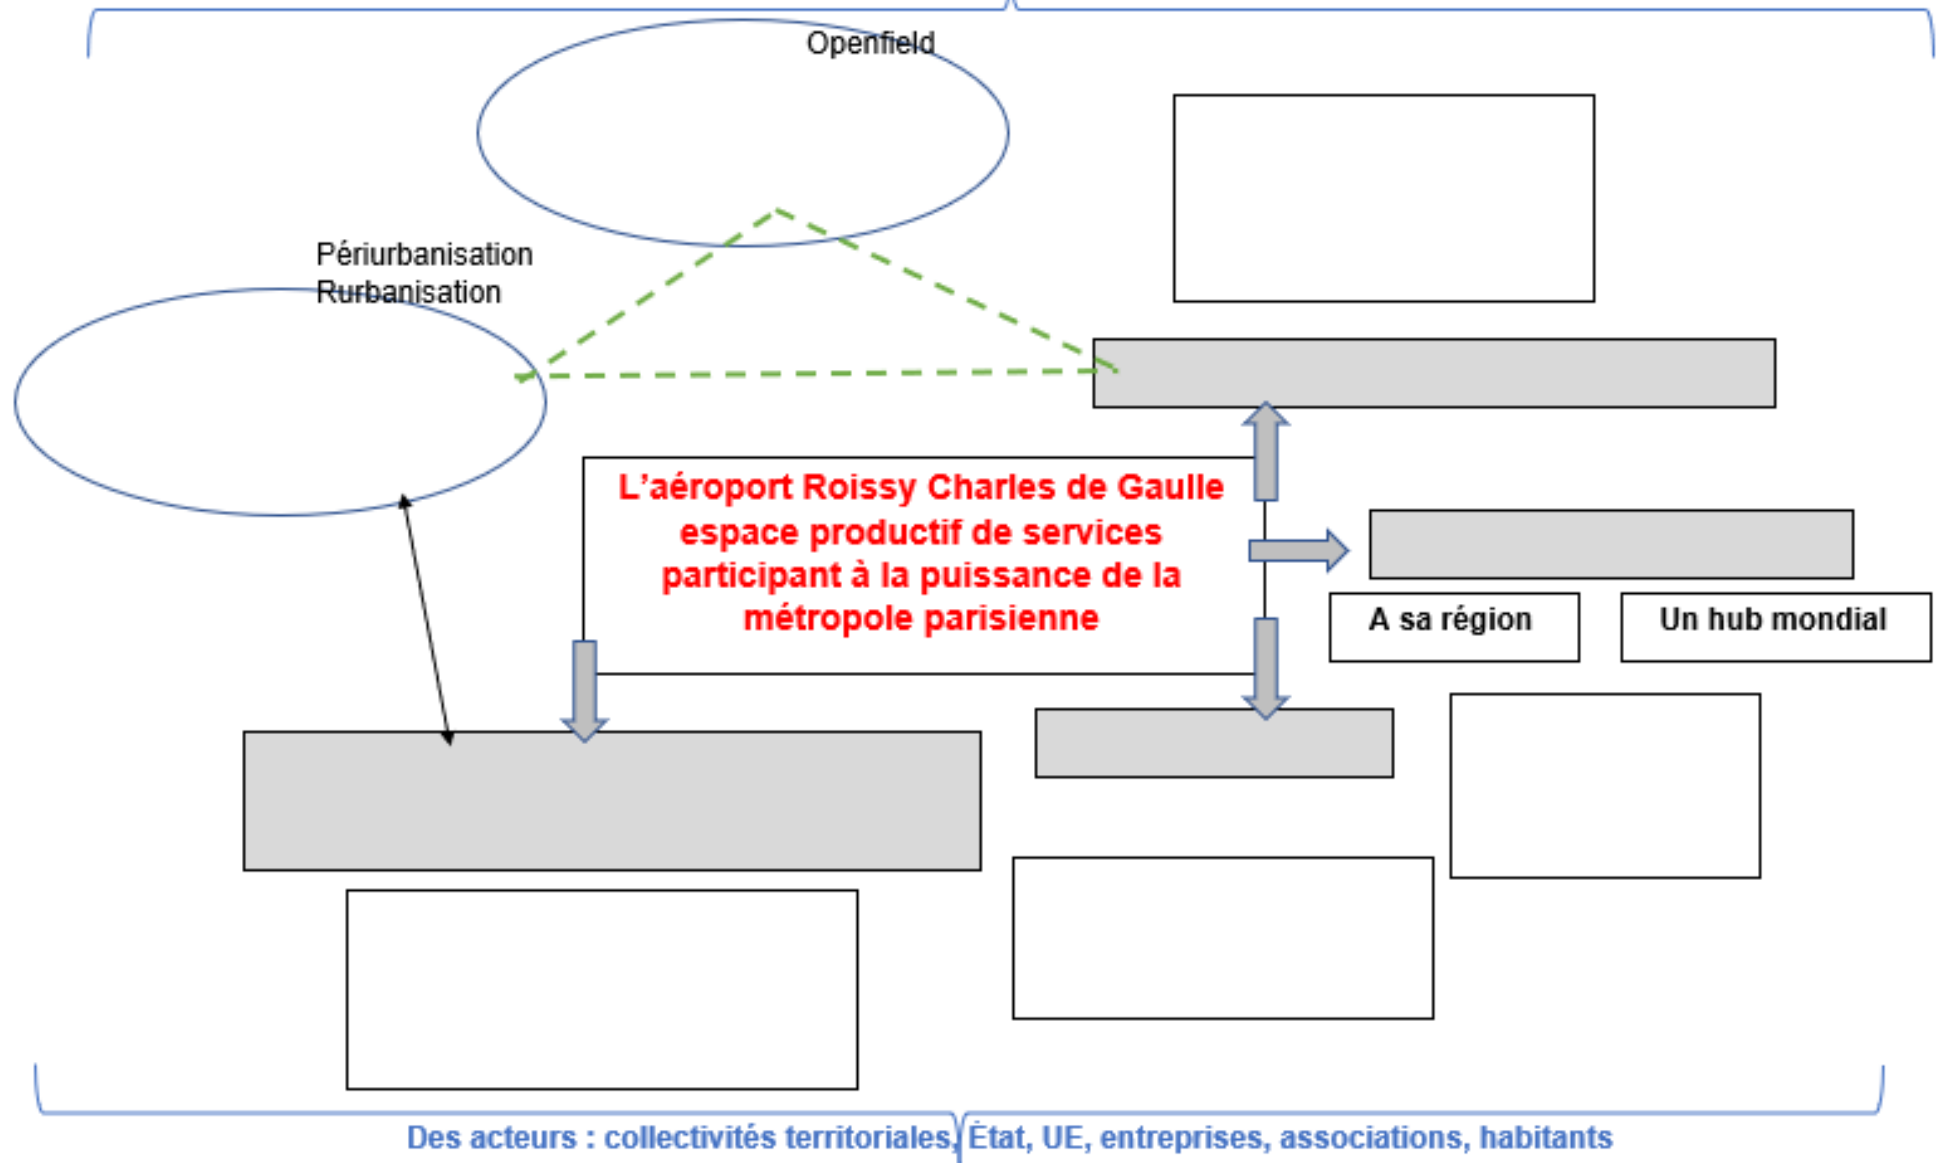 Openfield
Périurbanisation
Rurbanisation
L’aéroport Roissy Charles de Gaulle
espace productif de services
participant à la puissance de la
métropole parisienne
A sa région
Un hub mondial
Des acteurs : collectivités territoriales, État, UE, entreprises, associations, habitants